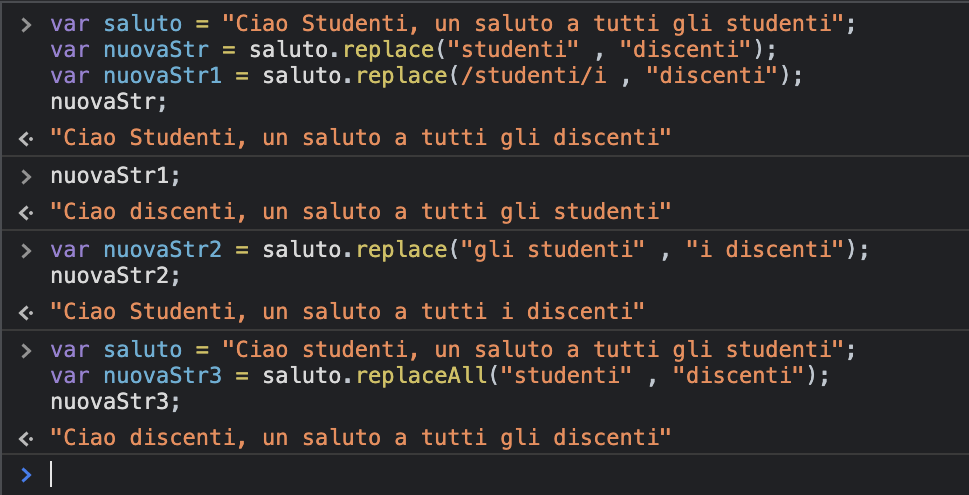 > var saluto = "Ciao Studenti, un saluto a tutti gli studenti";
var nuovaStr = saluto.replace("studenti" , "discenti");
var nuovaStr1 = saluto.replace(/studenti/i , "discenti");
nuovaStr;
<· "Ciao Studenti, un saluto a tutti gli discenti"
> nuovaStr1;
<· "Ciao discenti, un saluto a tutti gli studenti"
> var nuovaStr2 = saluto.replace("gli studenti" , "i discenti");
nuovaStr2;
<· "Ciao Studenti, un saluto a tutti i discenti"
> var saluto = "Ciao studenti, un saluto a tutti gli studenti";
var nuovaStr3 = saluto.replaceAll("studenti" , "discenti");
nuovaStr3;
<· "Ciao discenti, un saluto a tutti gli discenti"
>